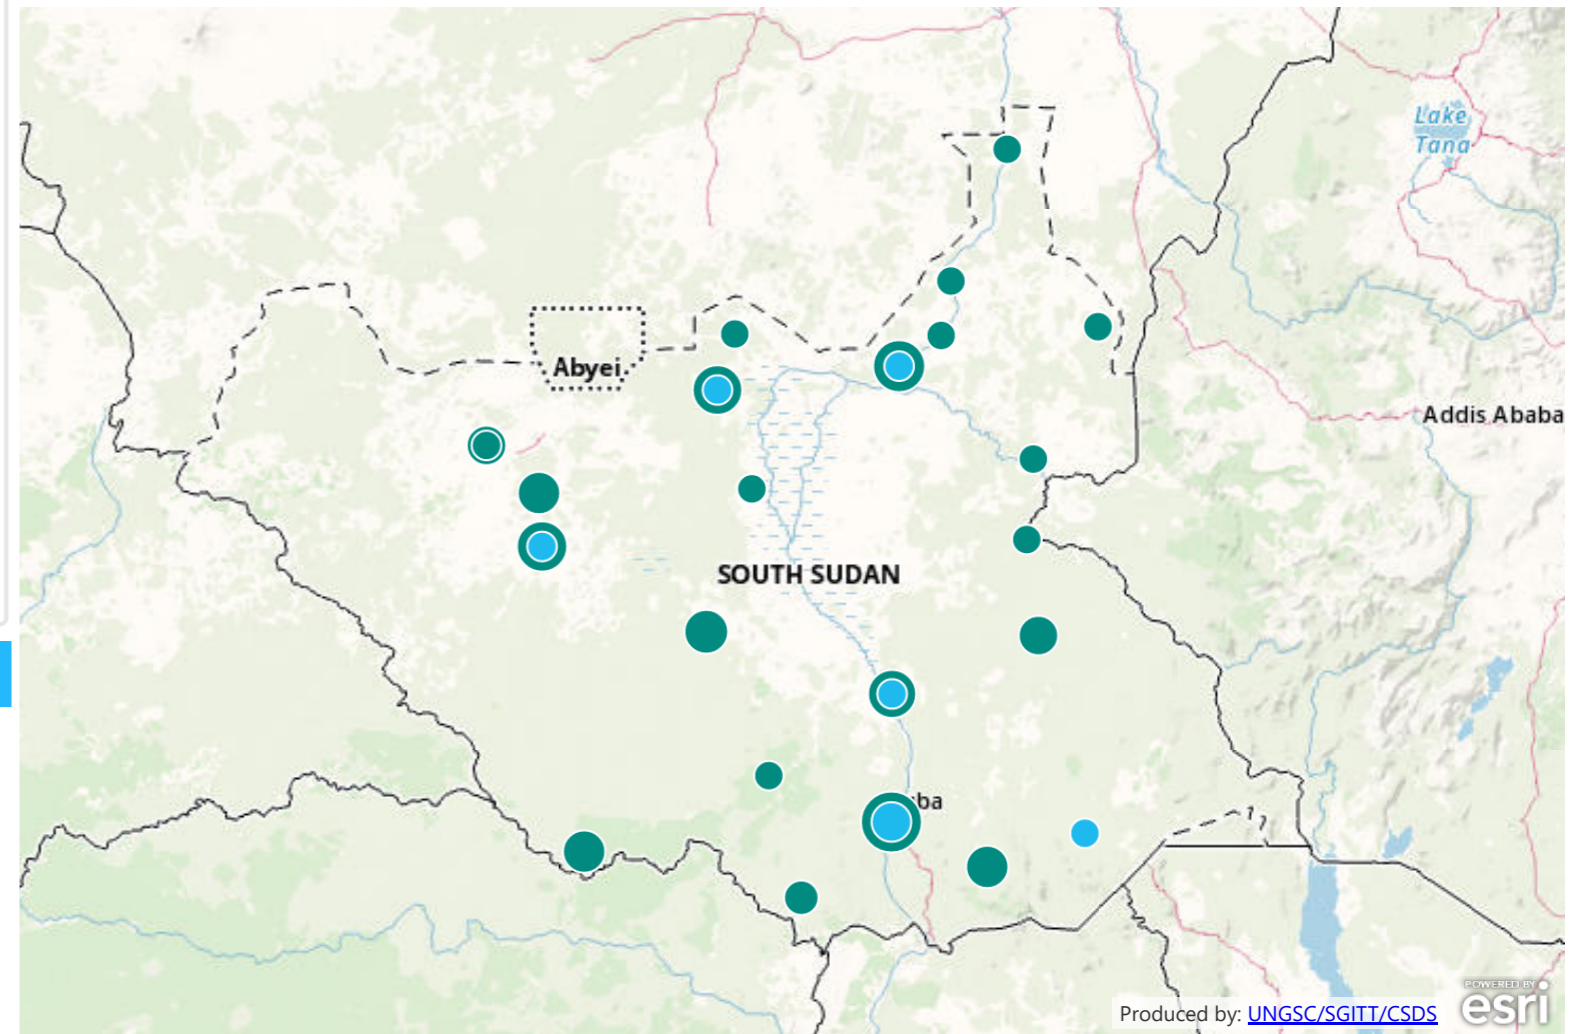 Lake
Tana
Abyei
Addis Ababa
SOUTH SUDAN
ba
Produced by: UNGSC/SGITT/CSDS
POWERED BY
esri